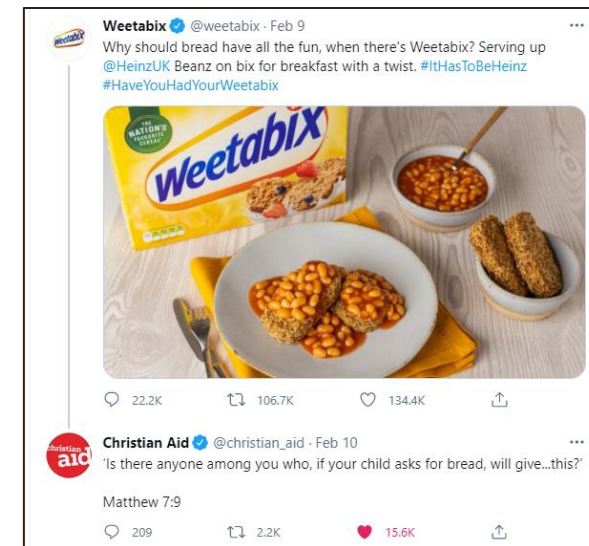 Weetabix @weetabix · Feb 9
Why should bread have all the fun, when there's Weetabix? Serving up
@HeinzUK Beanz on bix for breakfast with a twist. #ItHasToBeHeinz
#HaveYouHadYourWeetabix
THE
NATION'S
FAVOURITE
CEREAL
Weetabix
22.2K 106.7K 134.4K
Christian Aid @christian_aid · Feb 10
'Is there anyone among you who, if your child asks for bread, will give...this?'
Matthew 7:9
christian
aid
209 2.2K 15.6K